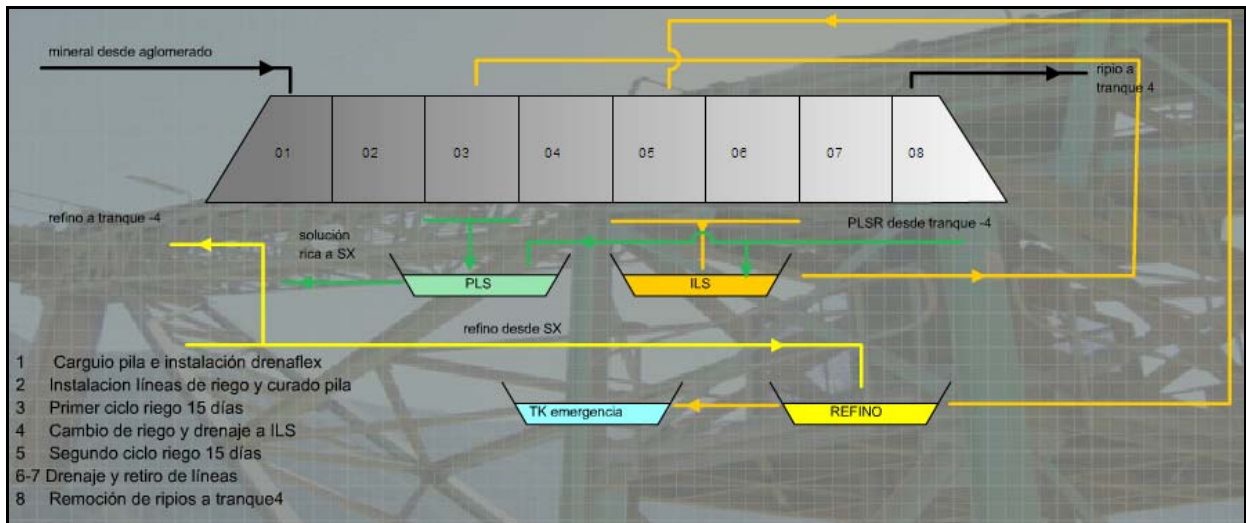 mineral desde aglomerado
ripio a
tranque 4
01
02
03
04
05
06
07
08
refino a tranque -4
solución
rica a SX
PLSR desde tranque -4
PLS
ILS
refino desde SX
TK emergencia
REFINO
1 Carguio pila e instalación drenaflex
2 Instalacion líneas de riego y curado pila
3 Primer ciclo riego 15 días
4 Cambio de riego y drenaje a ILS
5 Segundo ciclo riego 15 días
6-7 Drenaje y retiro de líneas
8 Remoción de ripios a tranque4